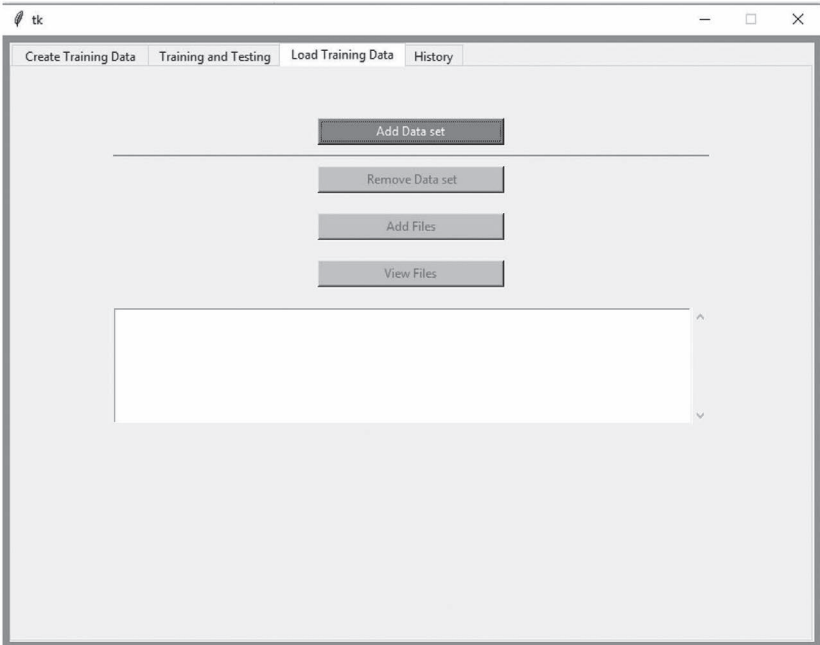 tk
Create Training Data Training and Testing Load Training Data History
Add Data set
Remove Data set
Add Files
View Files